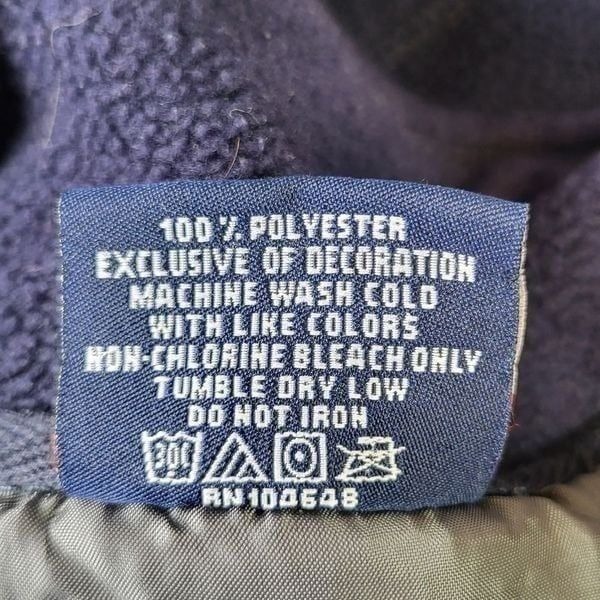 100% POLYESTER
EXCLUSIVE OF DECORATION
MACHINE WASH COLD
WITH LIKE COLORS
NON-CHLORINE BLEACH ONLY
TUMBLE DRY LOW
DO NOT IRON
30C
RN104648